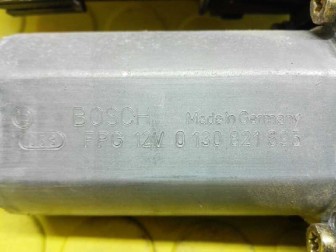 BOSCH Made in Germany
FPG 12V 0 130 821